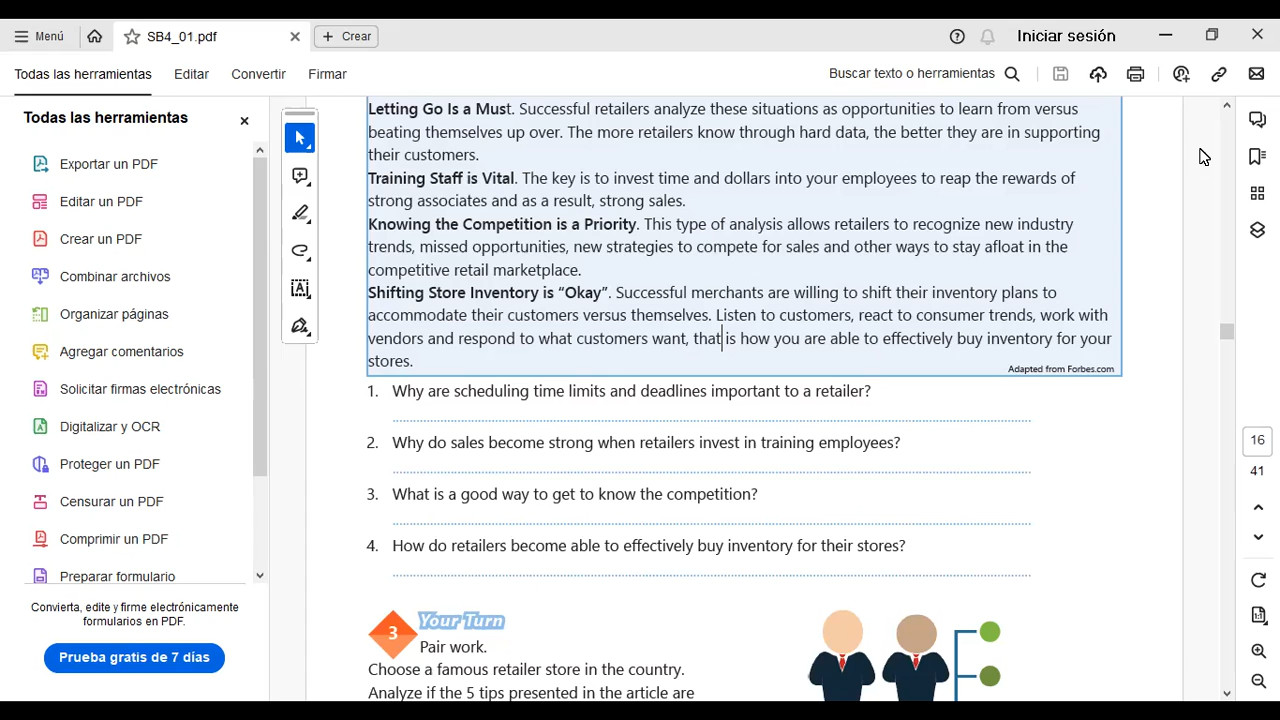 Menú
SB4_01.pdf
Crear
Iniciar sesión
Todas las herramientas
Editar
Convertir
Firmar
Buscar texto o herramientas
Todas las herramientas
Exportar un PDF
Editar un PDF
Crear un PDF
Combinar archivos
Organizar páginas
Agregar comentarios
Solicitar firmas electrónicas
Digitalizar y OCR
Proteger un PDF
Censurar un PDF
Comprimir un PDF
Preparar formulario
Convierta, edite y firme electrónicamente
formularios en PDF.
Prueba gratis de 7 días
Letting Go Is a Must. Successful retailers analyze these situations as opportunities to learn from versus
beating themselves up over. The more retailers know through hard data, the better they are in supporting
their customers.
Training Staff is Vital. The key is to invest time and dollars into your employees to reap the rewards of
strong associates and as a result, strong sales.
Knowing the Competition is a Priority. This type of analysis allows retailers to recognize new industry
trends, missed opportunities, new strategies to compete for sales and other ways to stay afloat in the
competitive retail marketplace.
Shifting Store Inventory is “Okay”. Successful merchants are willing to shift their inventory plans to
accommodate their customers versus themselves. Listen to customers, react to consumer trends, work with
vendors and respond to what customers want, that is how you are able to effectively buy inventory for your
stores.
Adapted from Forbes.com
1. Why are scheduling time limits and deadlines important to a retailer?
2. Why do sales become strong when retailers invest in training employees?
3. What is a good way to get to know the competition?
4. How do retailers become able to effectively buy inventory for their stores?
3
Your Turn
Pair work.
Choose a famous retailer store in the country.
Analyze if the 5 tips presented in the article are
16
41